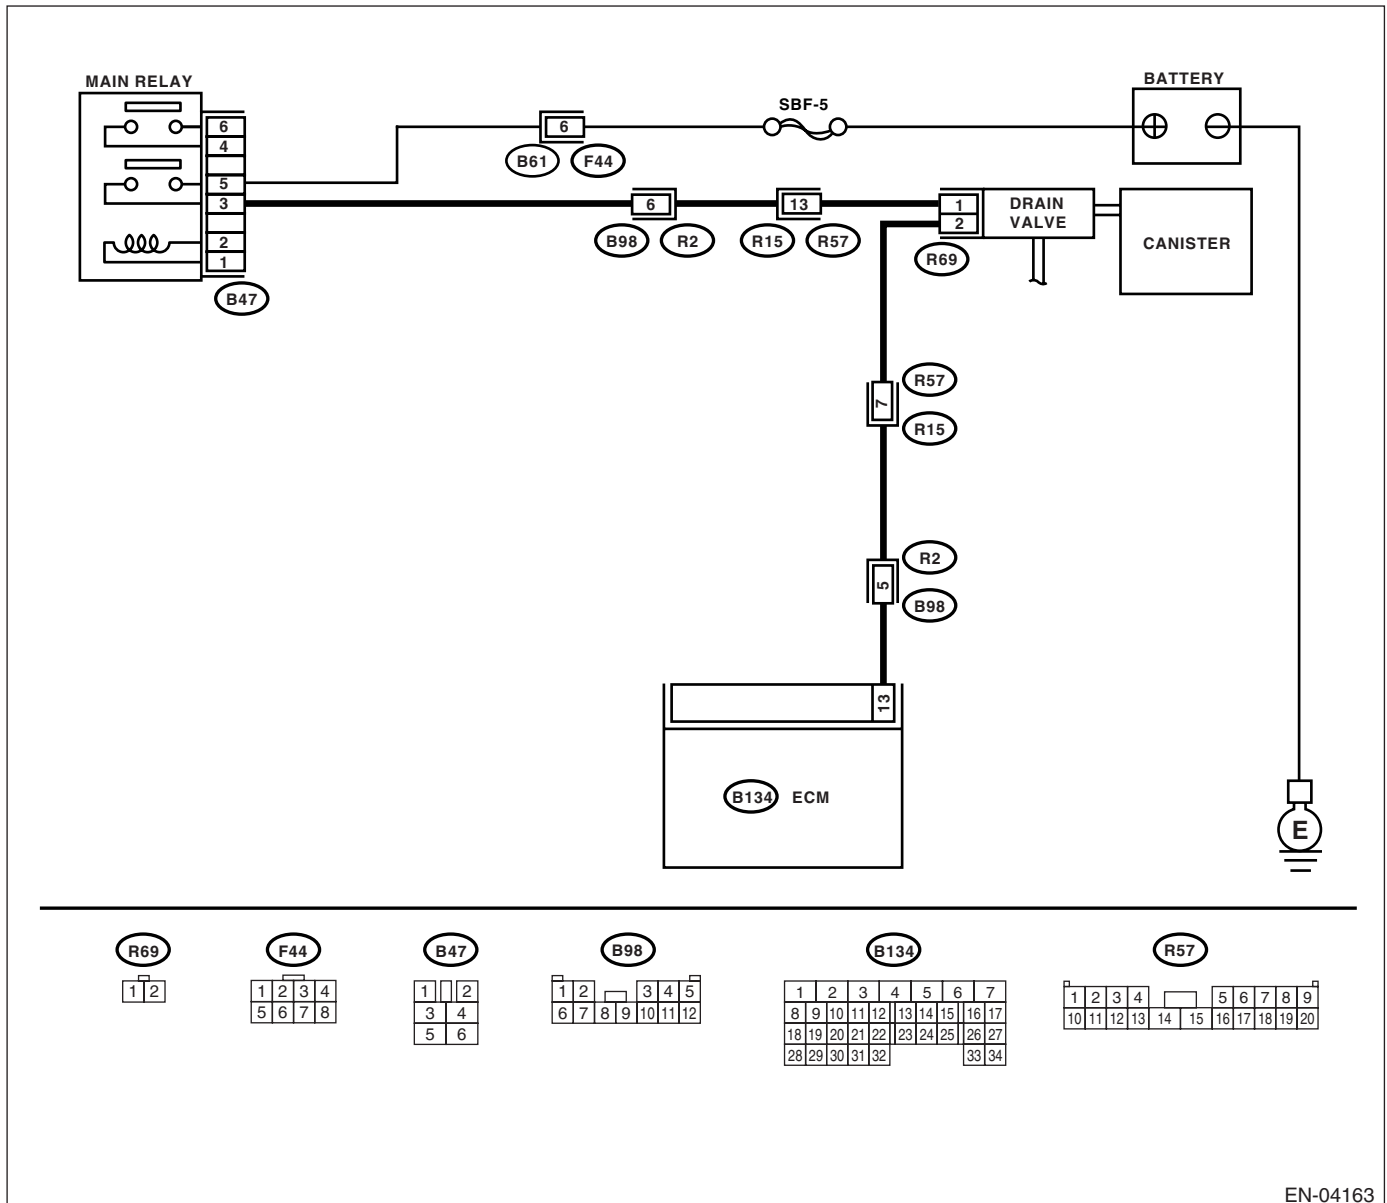 MAIN RELAY
BATTERY
SBF-5
6
4
5
3
2
1
B47
6
B61
F44
6
B98
R2
13
R15
R57
1
2
R69
DRAIN
VALVE
CANISTER
7
R57
R15
5
R2
B98
13
B134
ECM
E
R69
1 2
F44
1 2 3 4
5 6 7 8
B47
1 2
3 4
5 6
B98
1 2 3 4 5
6 7 8 9 10 11 12
B134
1 2 3 4 5 6 7
8 9 10 11 12 13 14 15 16 17
18 19 20 21 22 23 24 25 26 27
28 29 30 31 32 33 34
R57
1 2 3 4 5 6 7 8 9
10 11 12 13 14 15 16 17 18 19 20
EN-04163